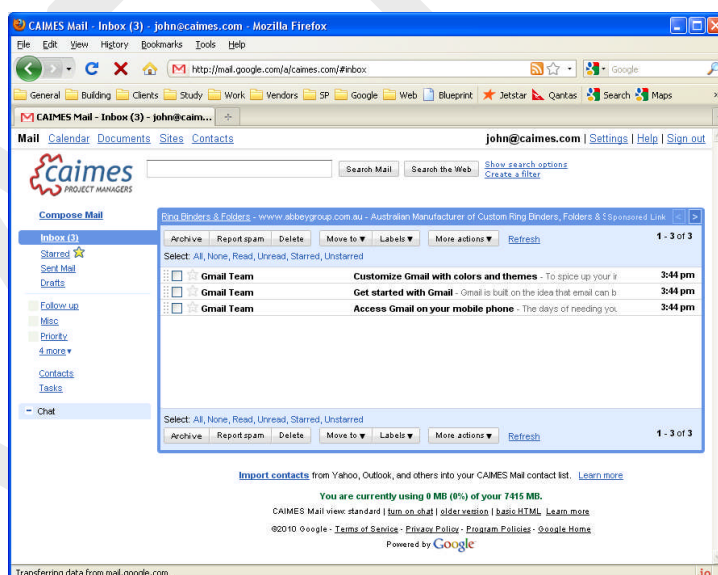 CAIMES Mail - Inbox (3) - john@caimes.com - Mozilla Firefox
File Edit View History Bookmarks Tools Help
http://mail.google.com/a/caimes.com/#inbox Google
General Building Clients Study Work Vendors SP Google Web Blueprint Jetstar Qantas Search Maps »
CAIMES Mail - Inbox (3) - john@caim...
Mail Calendar Documents Sites Contacts john@caimes.com | Settings | Help | Sign out
caimes
PROJECT MANAGERS
Search Mail Search the Web Show search options
Create a filter
Compose Mail
Inbox (3)
Starred
Sent Mail
Drafts
Follow up
Misc
Priority
4 more▼
Contacts
Tasks
− Chat
Ring Binders & Folders - www.abbeygroup.com.au - Australian Manufacturer of Custom Ring Binders, Folders & S Sponsored Link < >
Archive Report spam Delete Move to ▼ Labels ▼ More actions ▼ Refresh 1 - 3 of 3
Select: All, None, Read, Unread, Starred, Unstarred
Gmail Team Customize Gmail with colors and themes - To spice up your ir 3:44 pm
Gmail Team Get started with Gmail - Gmail is built on the idea that email can b 3:44 pm
Gmail Team Access Gmail on your mobile phone - The days of needing you 3:44 pm
Select: All, None, Read, Unread, Starred, Unstarred
Archive Report spam Delete Move to ▼ Labels ▼ More actions ▼ Refresh 1 - 3 of 3
Import contacts from Yahoo, Outlook, and others into your CAIMES Mail contact list. Learn more
You are currently using 0 MB (0%) of your 7415 MB.
CAIMES Mail view: standard | turn on chat | older version | basic HTML Learn more
©2010 Google - Terms of Service - Privacy Policy - Program Policies - Google Home
Powered by Google
Transferring data from mail.google.com